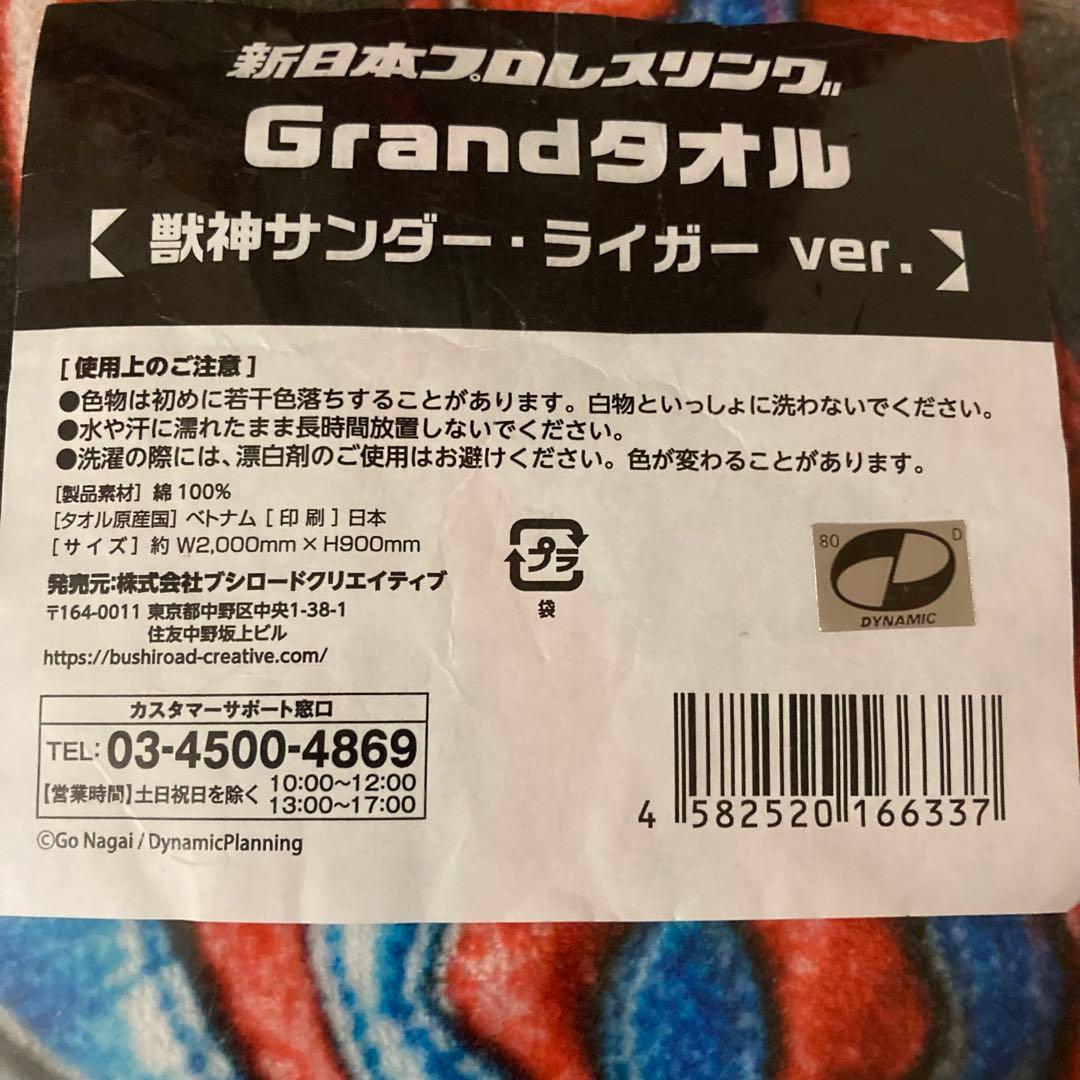 新日本プロレスリング
Grandタオル
【 獣神サンダー・ライガー ver. 】
[ 使用上のご注意 ]
●色物は初めに若干色落ちすることがあります。白物といっしょに洗わないでください。
●水や汗に濡れたまま長時間放置しないでください。
●洗濯の際には、漂白剤のご使用はお避けください。色が変わることがあります。
[製品素材] 綿100%
[タオル原産国] ベトナム [ 印刷 ] 日本
[ サイズ ] 約 W2,000mm × H900mm
発売元:株式会社ブシロードクリエイティブ
〒164-0011 東京都中野区中央1-38-1
住友中野坂上ビル
https://bushiroad-creative.com/
プラ
袋
80 D
DYNAMIC
カスタマーサポート窓口
TEL: 03-4500-4869
【営業時間】土日祝日を除く 10:00〜12:00
13:00〜17:00
©Go Nagai / DynamicPlanning
4 582520 166337